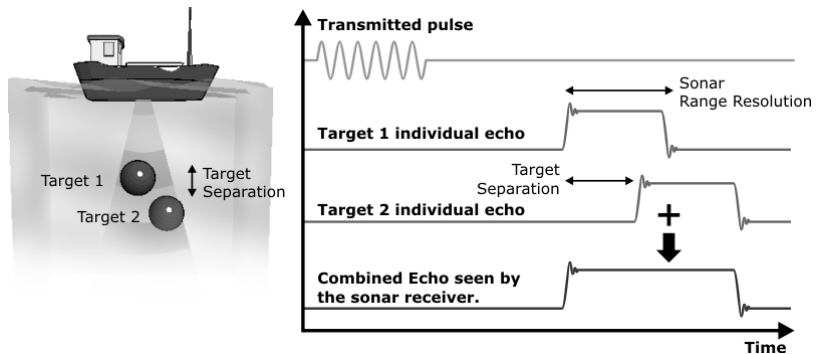 Target 1
Target
Separation
Target 2
Transmitted pulse
Sonar
Range Resolution
Target 1 individual echo
Target
Separation
Target 2 individual echo
+
Combined Echo seen by
the sonar receiver.
Time